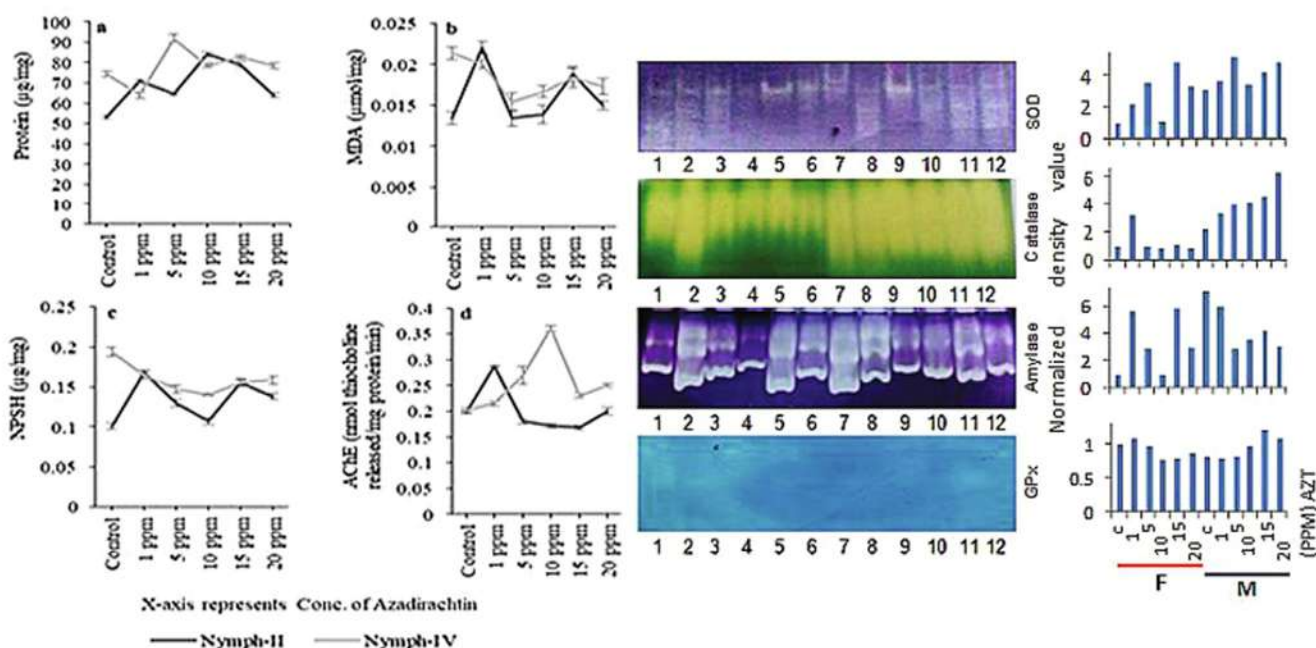 a
Protein (µg/mg)
100
90
80
70
60
50
40
30
20
10
0
Control
1 ppm
5 ppm
10 ppm
15 ppm
20 ppm
b
MDA (µmol/mg)
0.025
0.02
0.015
0.01
0.005
0
Control
1 ppm
5 ppm
10 ppm
15 ppm
20 ppm
c
NPSH (µg/mg)
0.25
0.2
0.15
0.1
0.05
0
Control
1 ppm
5 ppm
10 ppm
15 ppm
20 ppm
d
AChE (nmol thiocholine
released/mg protein/min)
0.4
0.35
0.3
0.25
0.2
0.15
0.1
0.05
0
Control
1 ppm
5 ppm
10 ppm
15 ppm
20 ppm
X-axis represents Conc. of Azadirachtin
Nymph-II Nymph-IV
SOD
1 2 3 4 5 6 7 8 9 10 11 12
Catalase
1 2 3 4 5 6 7 8 9 10 11 12
Amylase
1 2 3 4 5 6 7 8 9 10 11 12
GPx
1 2 3 4 5 6 7 8 9 10 11 12
Normalized density value
4
2
0
6
4
2
0
6
4
2
0
1
0.5
0
c 1 5 10 15 20 c 1 5 10 15 20
(PPM) AZT
F M